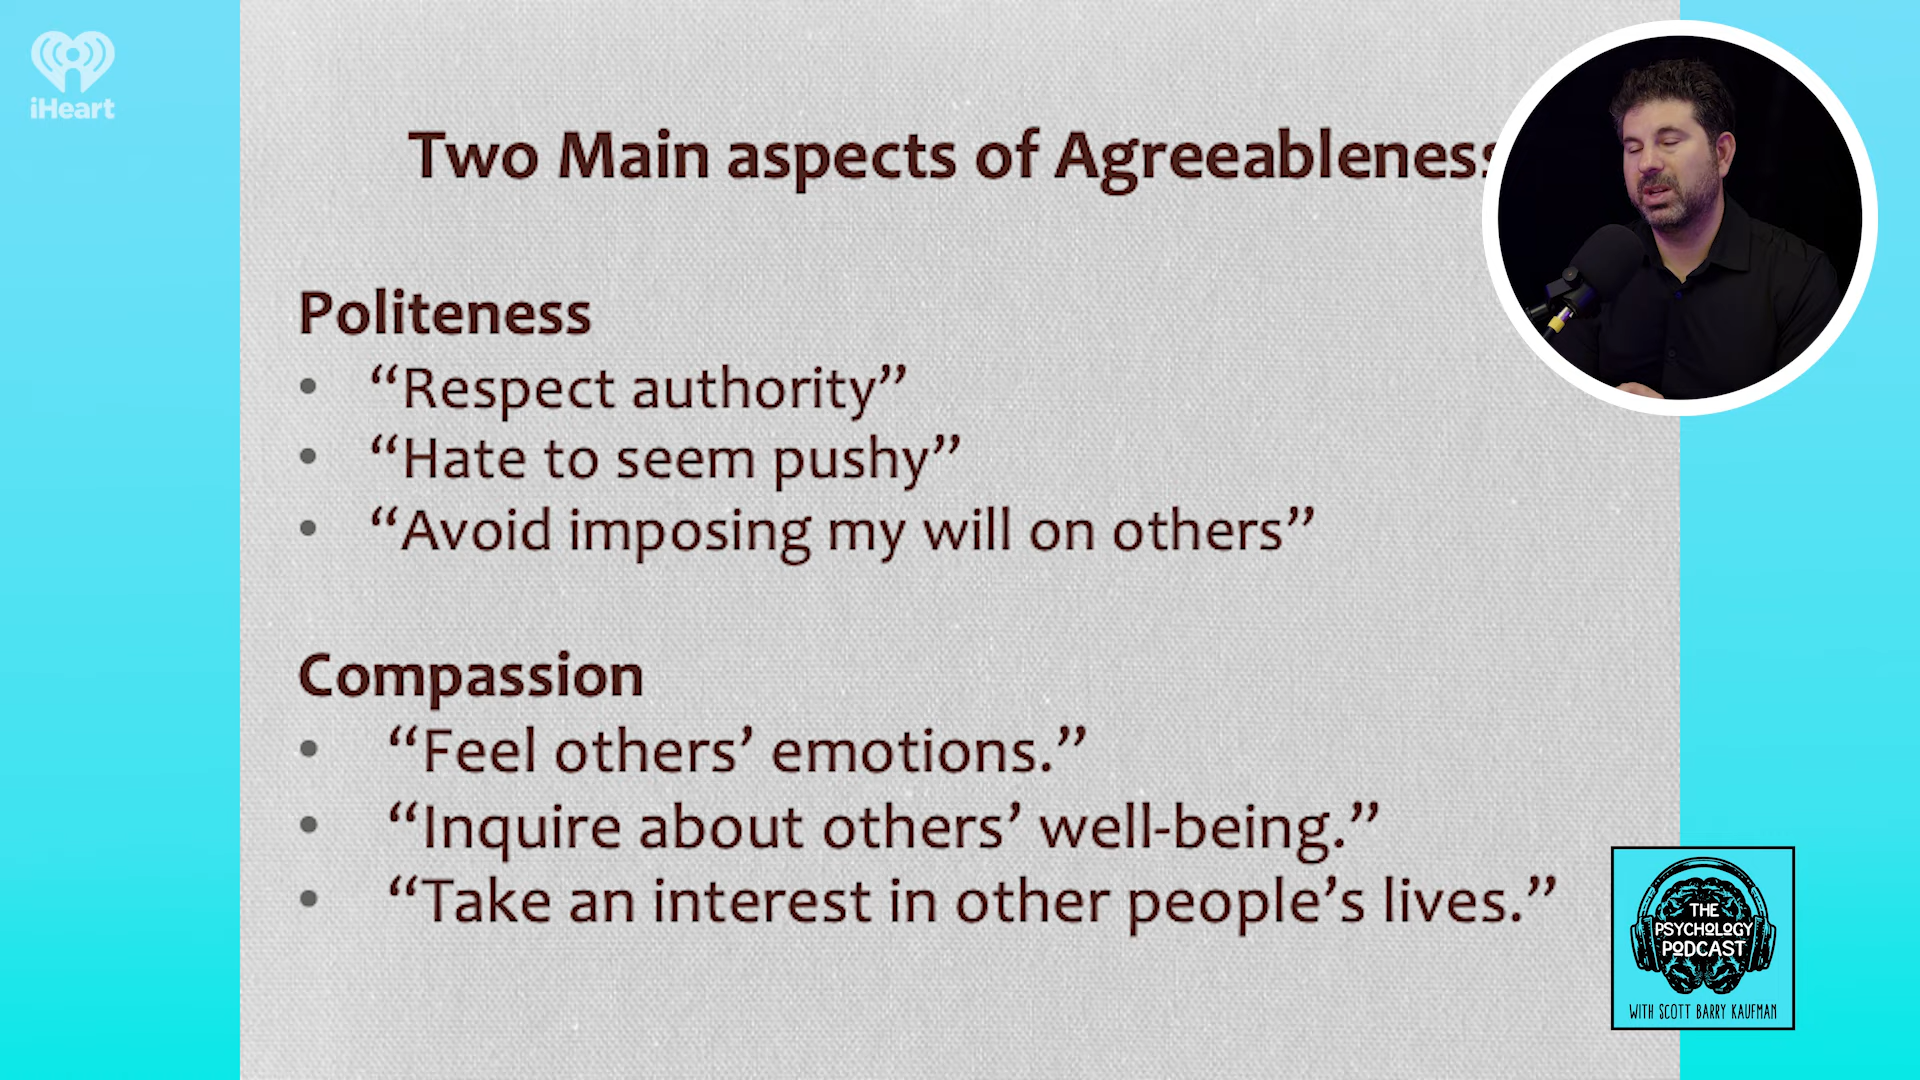 iHeart
Two Main aspects of Agreeableness
Politeness
• “Respect authority”
• “Hate to seem pushy”
• “Avoid imposing my will on others”
Compassion
• “Feel others’ emotions.”
• “Inquire about others’ well-being.”
• “Take an interest in other people’s lives.”
THE
PSYCHOLOGY
PODCAST
WITH SCOTT BARRY KAUFMAN